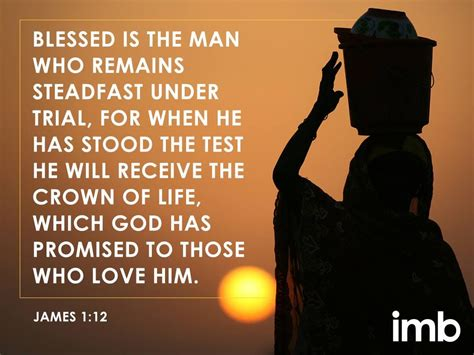 BLESSED IS THE MAN
WHO REMAINS
STEADFAST UNDER
TRIAL, FOR WHEN HE
HAS STOOD THE TEST
HE WILL RECEIVE THE
CROWN OF LIFE,
WHICH GOD HAS
PROMISED TO THOSE
WHO LOVE HIM.
JAMES 1:12
imb